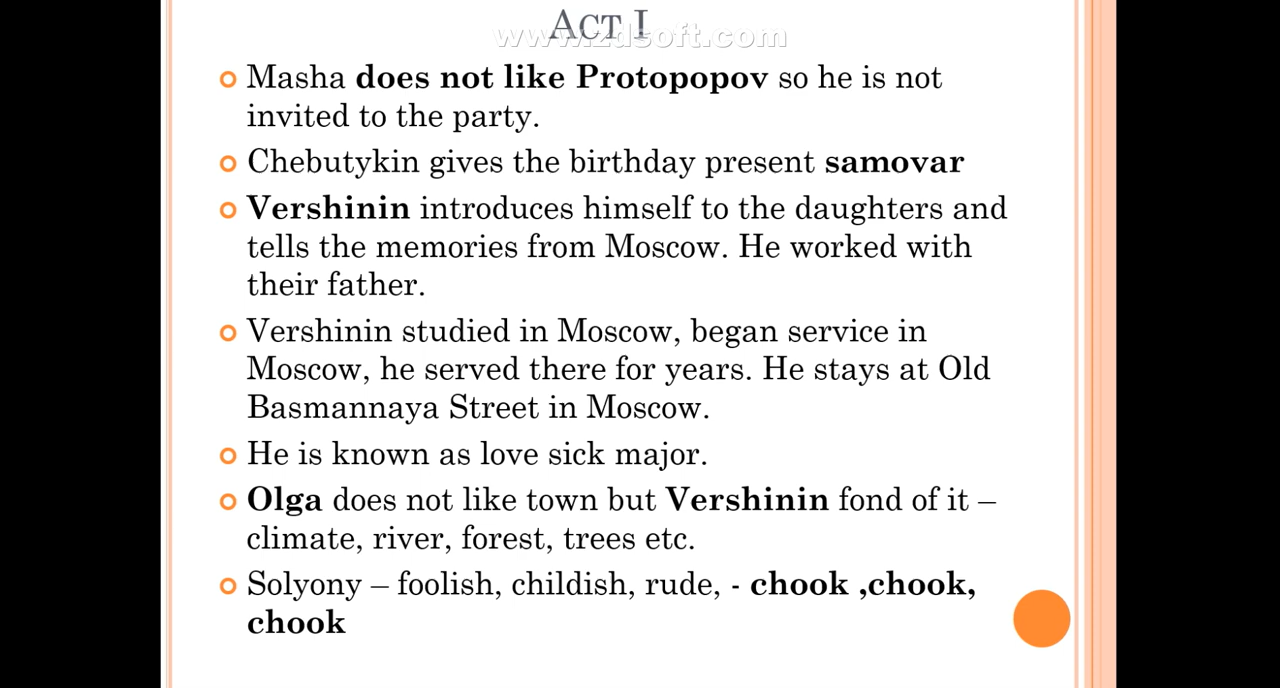 ACT I
www.zdsoft.com
Masha does not like Protopopov so he is not
invited to the party.
Chebutykin gives the birthday present samovar
Vershinin introduces himself to the daughters and
tells the memories from Moscow. He worked with
their father.
Vershinin studied in Moscow, began service in
Moscow, he served there for years. He stays at Old
Basmannaya Street in Moscow.
He is known as love sick major.
Olga does not like town but Vershinin fond of it –
climate, river, forest, trees etc.
Solyony – foolish, childish, rude, - chook ,chook,
chook